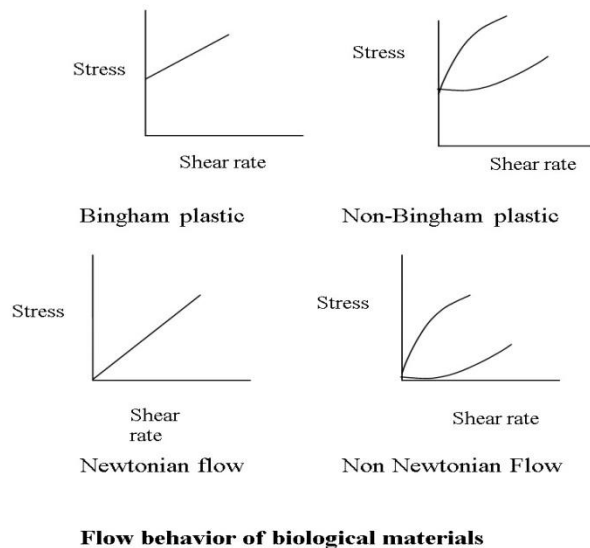 Stress
Shear rate
Bingham plastic
Stress
Shear rate
Non-Bingham plastic
Stress
Shear
rate
Newtonian flow
Stress
Shear rate
Non Newtonian Flow
Flow behavior of biological materials